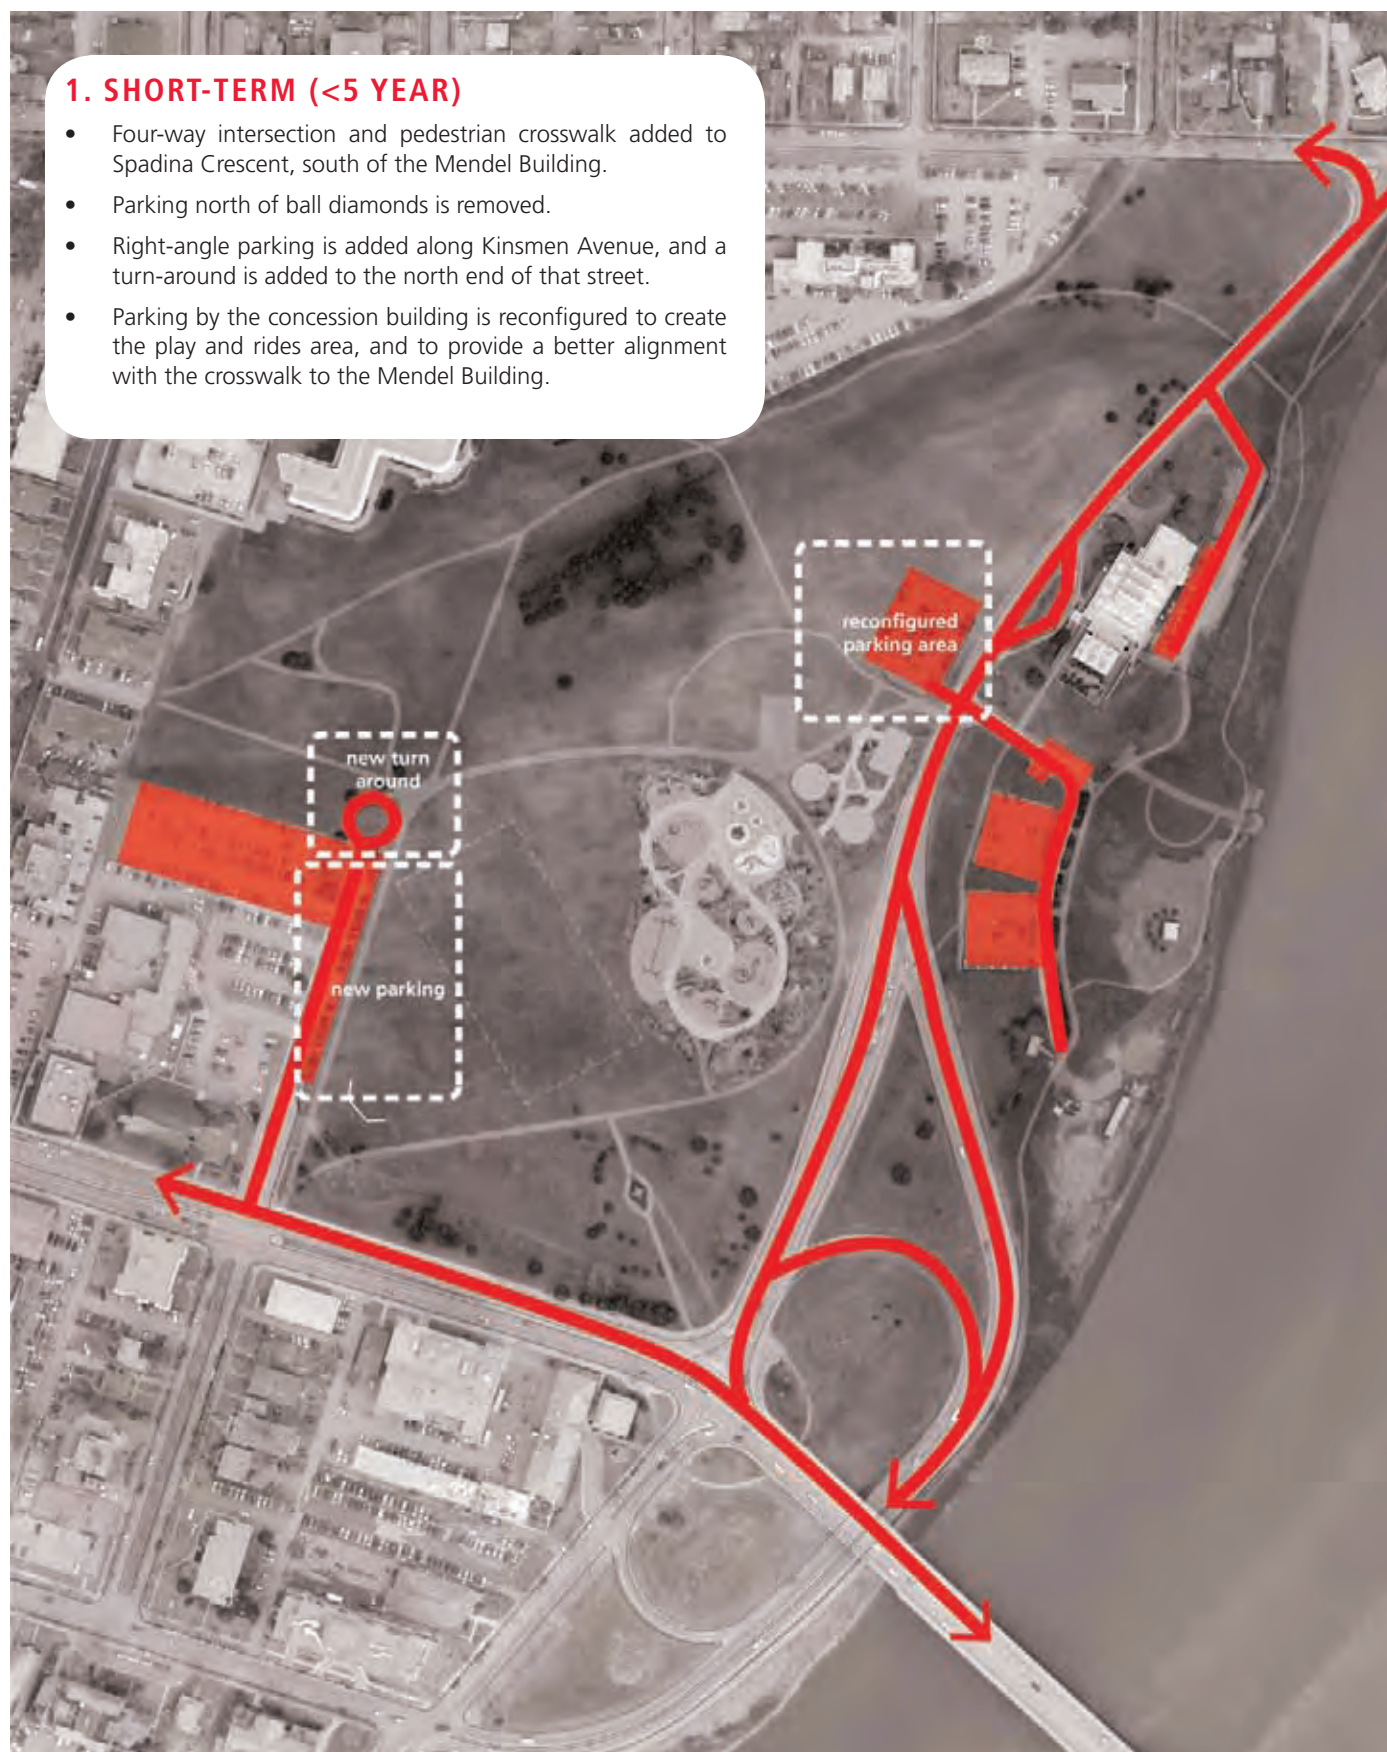 1. SHORT-TERM (<5 YEAR)
• Four-way intersection and pedestrian crosswalk added to
Spadina Crescent, south of the Mendel Building.
• Parking north of ball diamonds is removed.
• Right-angle parking is added along Kinsmen Avenue, and a
turn-around is added to the north end of that street.
• Parking by the concession building is reconfigured to create
the play and rides area, and to provide a better alignment
with the crosswalk to the Mendel Building.
reconfigured
parking area
new turn
around
new parking